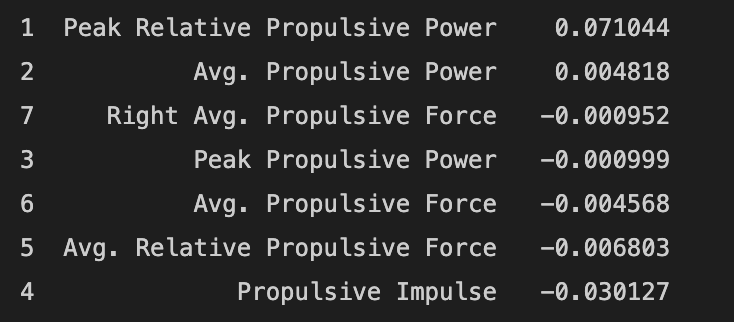 1 Peak Relative Propulsive Power 0.071044
2 Avg. Propulsive Power 0.004818
7 Right Avg. Propulsive Force -0.000952
3 Peak Propulsive Power -0.000999
6 Avg. Propulsive Force -0.004568
5 Avg. Relative Propulsive Force -0.006803
4 Propulsive Impulse -0.030127